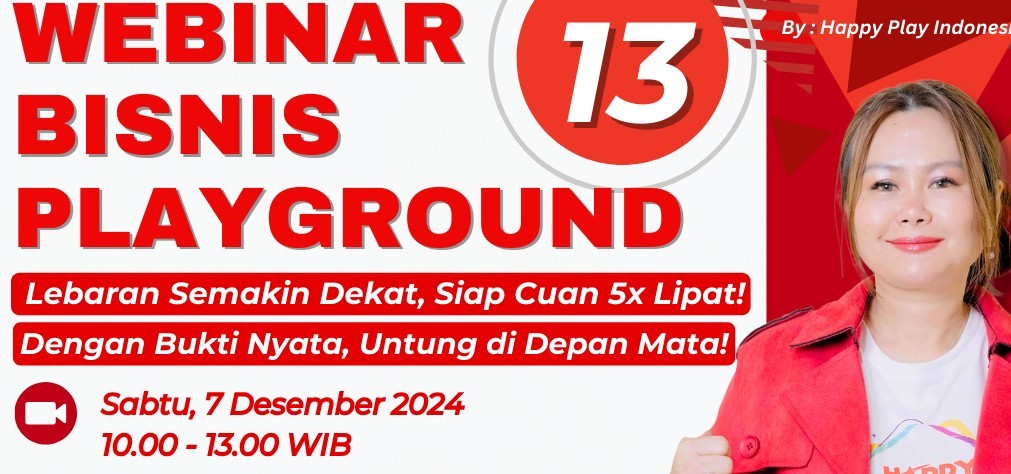 WEBINAR
BISNIS
PLAYGROUND
13
By : Happy Play Indonesi
Lebaran Semakin Dekat, Siap Cuan 5x Lipat!
Dengan Bukti Nyata, Untung di Depan Mata!
Sabtu, 7 Desember 2024
10.00 - 13.00 WIB
HAPPY